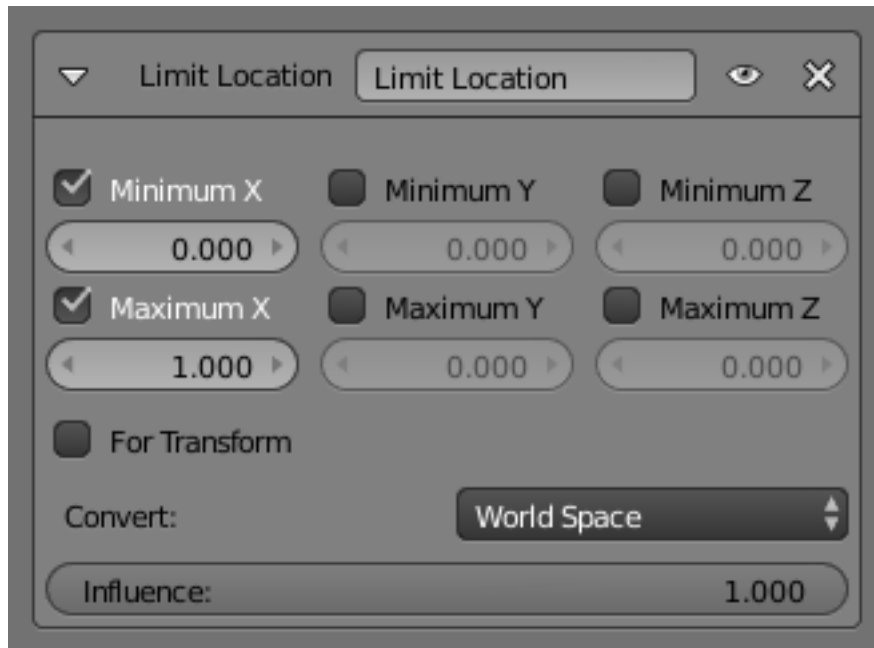 Limit Location Limit Location
Minimum X Minimum Y Minimum Z
0.000 0.000 0.000
Maximum X Maximum Y Maximum Z
1.000 0.000 0.000
For Transform
Convert: World Space
Influence: 1.000